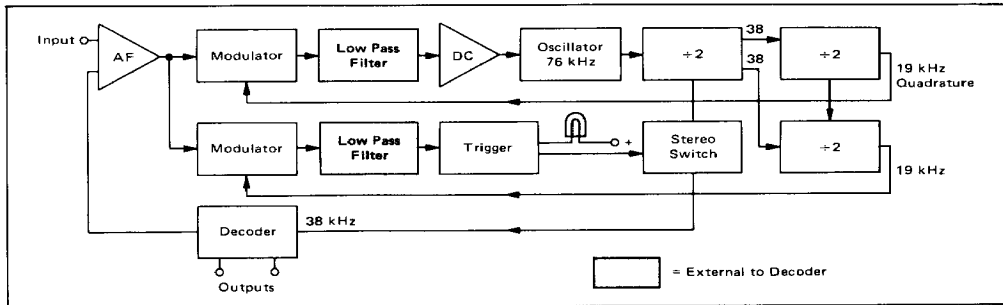 Input
AF
Modulator
Low Pass
Filter
DC
Oscillator
76 kHz
÷2
38
38
÷2
19 kHz
Quadrature
Modulator
Low Pass
Filter
Trigger
+
Stereo
Switch
÷2
19 kHz
Decoder
38 kHz
Outputs
= External to Decoder